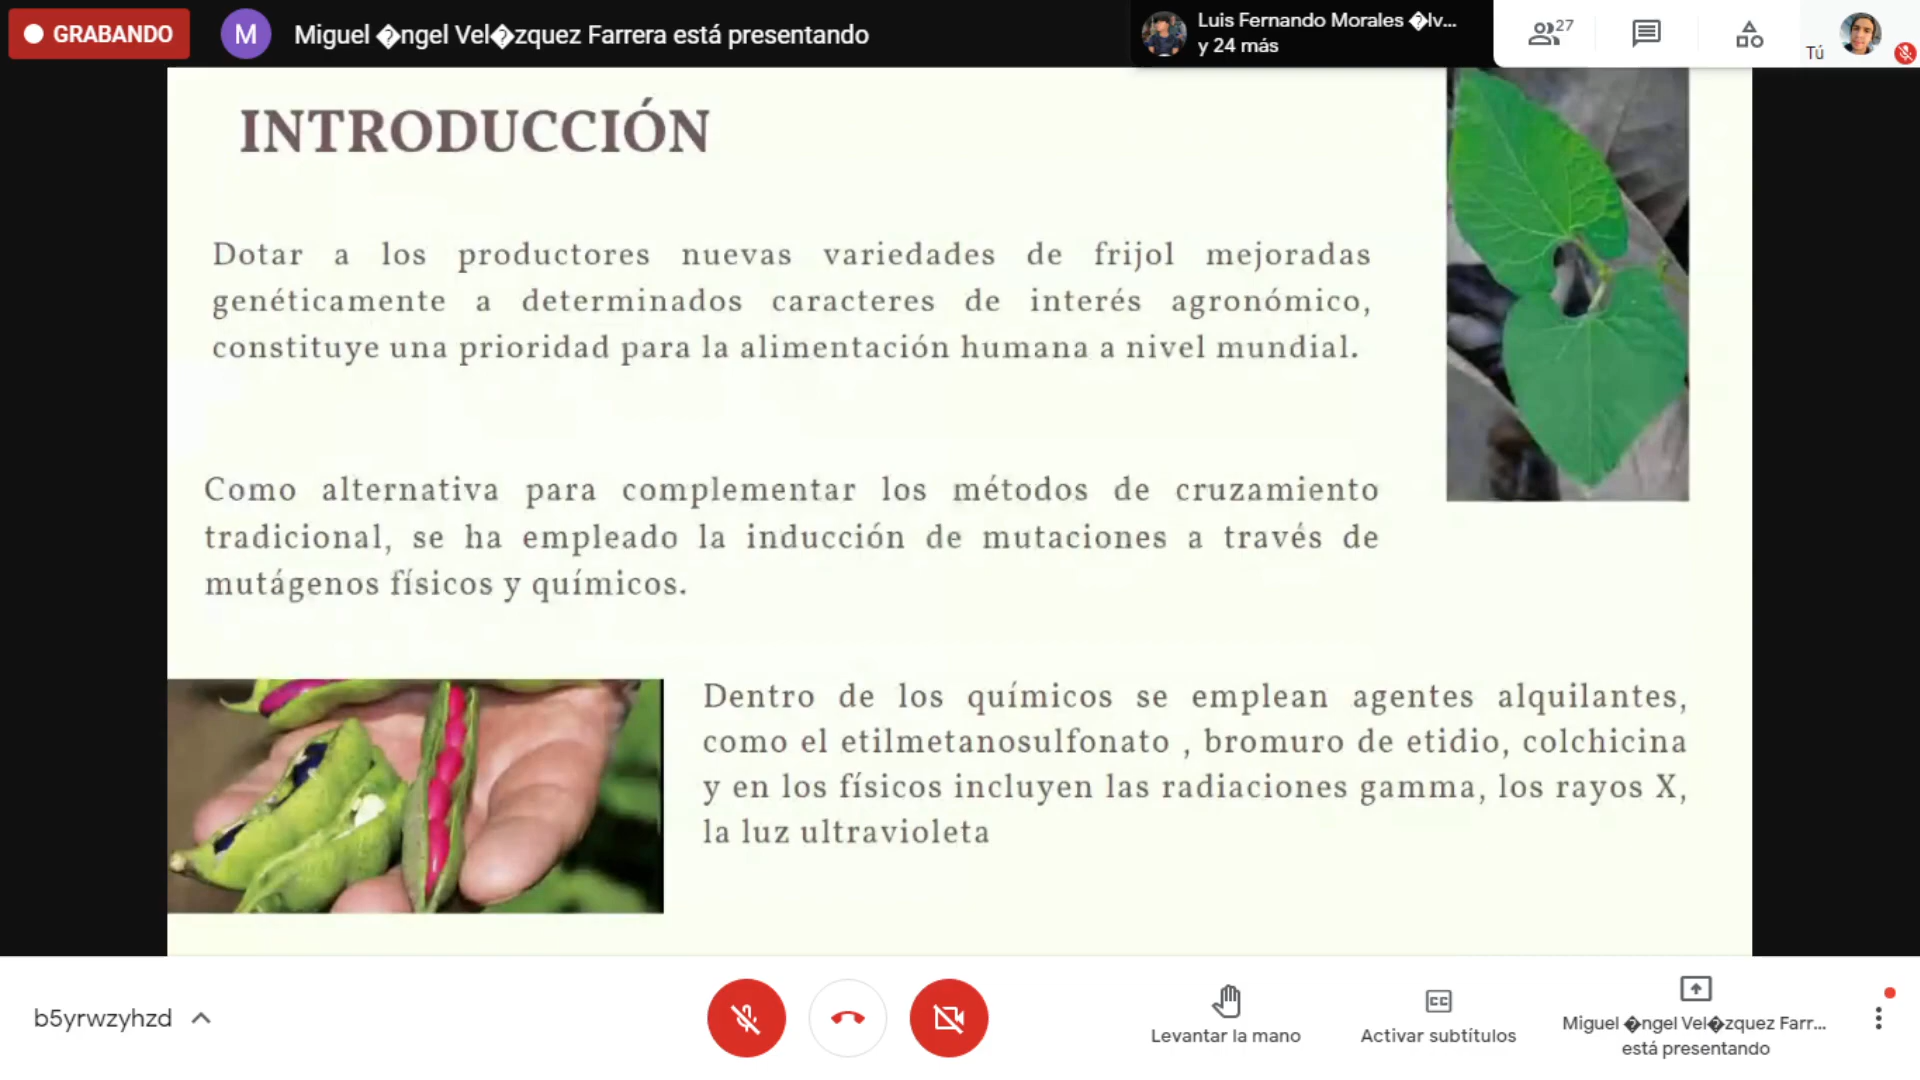 GRABANDO
M
Miguel �ngel Vel�zquez Farrera está presentando
Luis Fernando Morales �lv...
y 24 más
27
Tú
INTRODUCCIÓN
Dotar a los productores nuevas variedades de frijol mejoradas
genéticamente a determinados caracteres de interés agronómico,
constituye una prioridad para la alimentación humana a nivel mundial.
Como alternativa para complementar los métodos de cruzamiento
tradicional, se ha empleado la inducción de mutaciones a través de
mutágenos físicos y químicos.
Dentro de los químicos se emplean agentes alquilantes,
como el etilmetanosulfonato , bromuro de etidio, colchicina
y en los físicos incluyen las radiaciones gamma, los rayos X,
la luz ultravioleta
b5yrwzyhzd
Levantar la mano
Activar subtítulos
Miguel �ngel Vel�zquez Farr...
está presentando